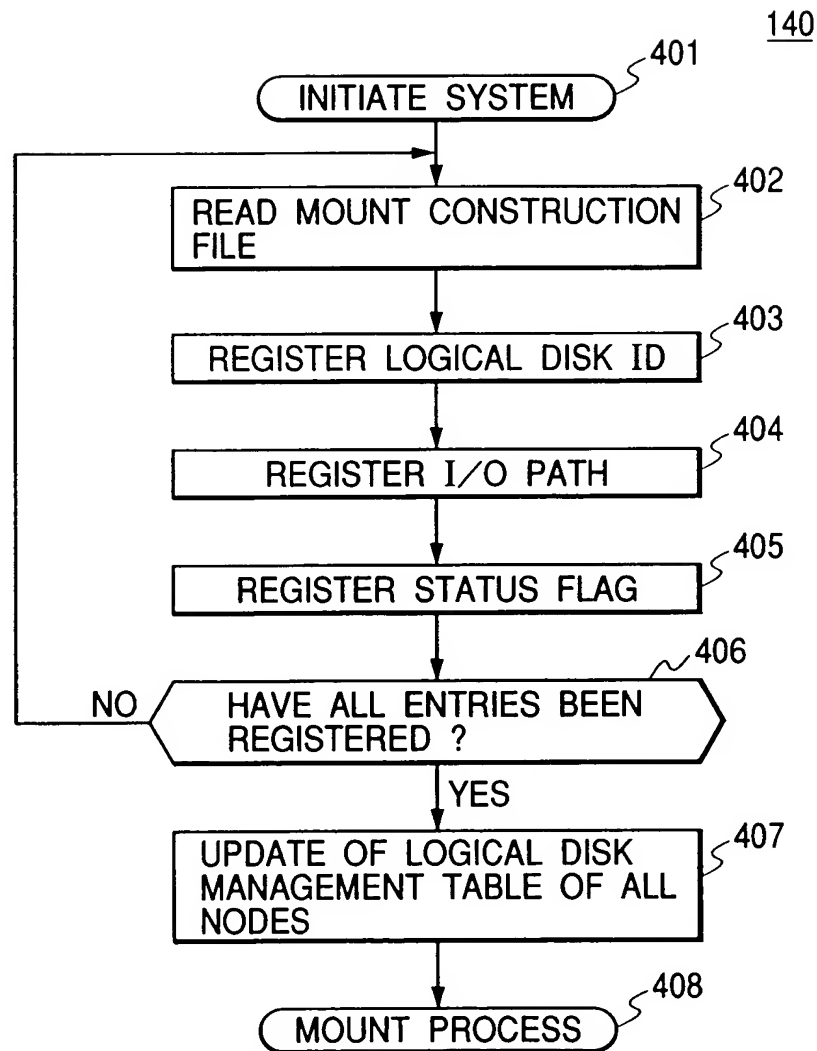 140
401
INITIATE SYSTEM
402
READ MOUNT CONSTRUCTION
FILE
403
REGISTER LOGICAL DISK ID
404
REGISTER I/O PATH
405
REGISTER STATUS FLAG
406
NO
HAVE ALL ENTRIES BEEN
REGISTERED ?
YES
407
UPDATE OF LOGICAL DISK
MANAGEMENT TABLE OF ALL
NODES
408
MOUNT PROCESS